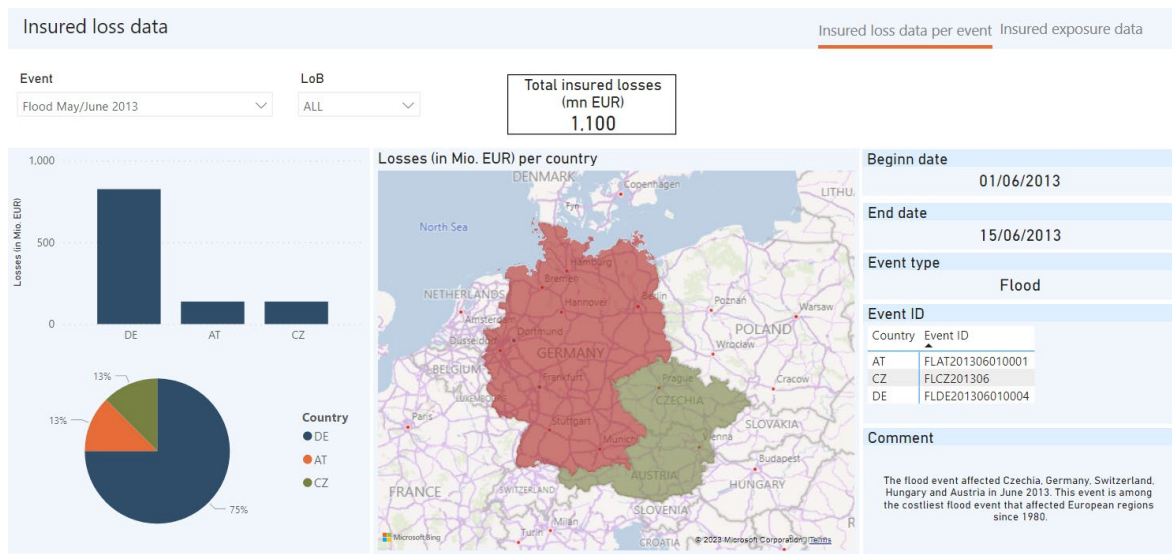 Insured loss data
Insured loss data per event Insured exposure data
Event
Flood May/June 2013
LoB
ALL
Total insured losses
(mn EUR)
1,100
Losses (in Mio. EUR)
1,000
500
0
DE AT CZ
13%
13%
75%
Country
DE
AT
CZ
Losses (in Mio. EUR) per country
DENMARK
Copenhagen
LITHU
Fyn
North Sea
Hamburg
Bremen
NETHERLANDS
Hannover
Berlin
Poznań
Warsaw
Amsterdam
Dortmund
POLAND
Düsseldorf
Wrocław
GERMANY
BELGIUM
Frankfurt
Prague
Cracow
LUXEMBOURG
CZECHIA
Paris
Stuttgart
SLOVAKIA
Munich
Vienna
Budapest
AUSTRIA
FRANCE
SWITZERLAND
HUNGARY
SLOVENIA
Milan
Turin
CROATIA
R
Microsoft Bing
© 2023 Microsoft Corporation Terms
Beginn date
01/06/2013
End date
15/06/2013
Event type
Flood
Event ID
Country Event ID
AT FLAT201306010001
CZ FLCZ201306
DE FLDE201306010004
Comment
The flood event affected Czechia, Germany, Switzerland,
Hungary and Austria in June 2013. This event is among
the costliest flood event that affected European regions
since 1980.